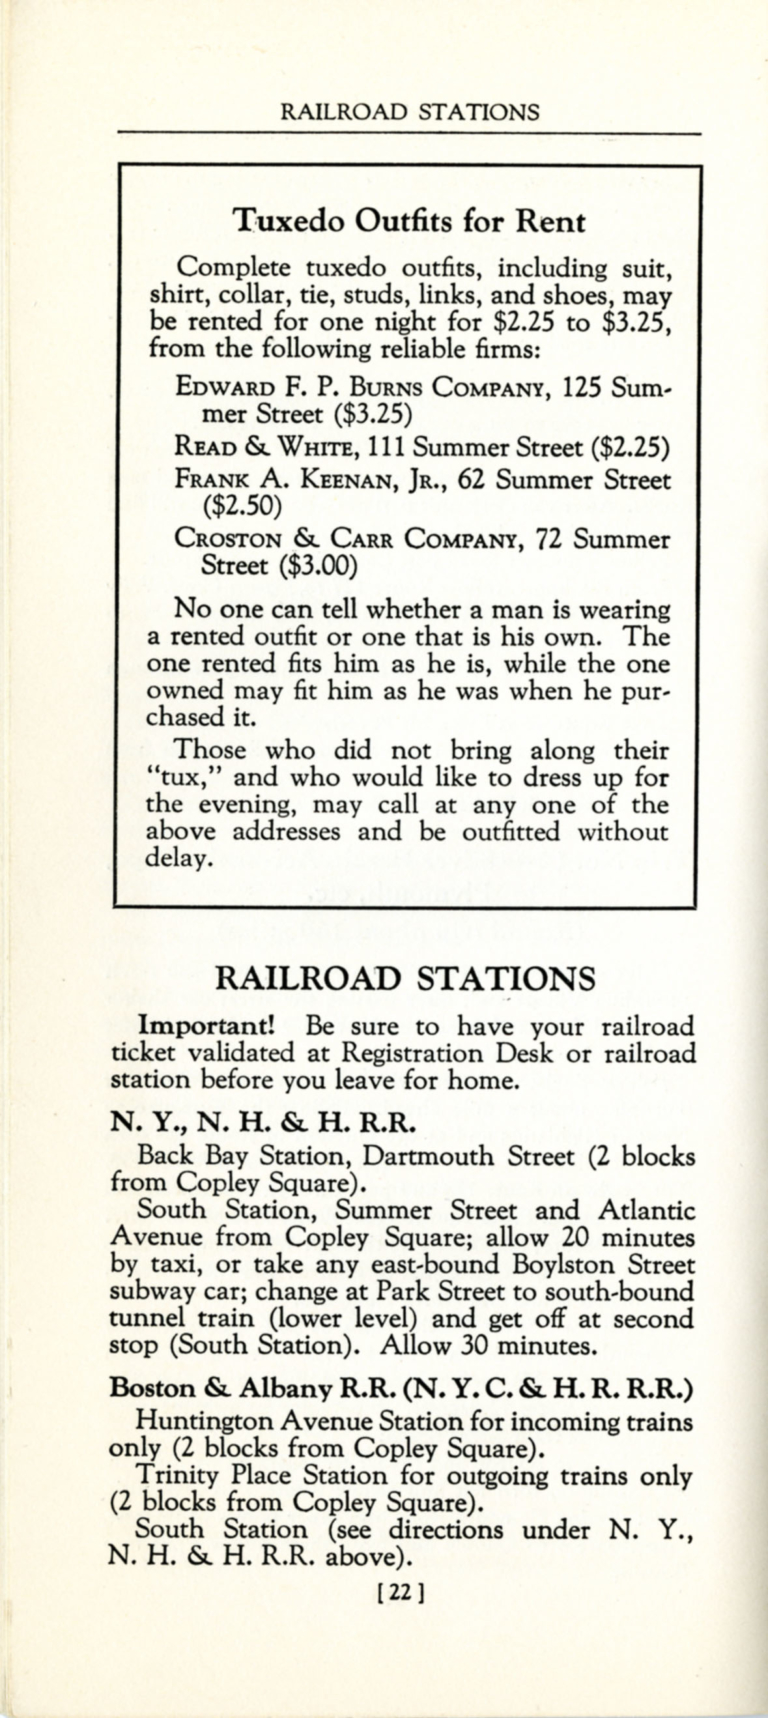 RAILROAD STATIONS
Tuxedo Outfits for Rent
Complete tuxedo outfits, including suit,
shirt, collar, tie, studs, links, and shoes, may
be rented for one night for $2.25 to $3.25,
from the following reliable firms:
EDWARD F. P. BURNS COMPANY, 125 Sum-
mer Street ($3.25)
READ & WHITE, 111 Summer Street ($2.25)
FRANK A. KEENAN, JR., 62 Summer Street
($2.50)
CROSTON & CARR COMPANY, 72 Summer
Street ($3.00)
No one can tell whether a man is wearing
a rented outfit or one that is his own. The
one rented fits him as he is, while the one
owned may fit him as he was when he pur-
chased it.
Those who did not bring along their
“tux,” and who would like to dress up for
the evening, may call at any one of the
above addresses and be outfitted without
delay.
RAILROAD STATIONS
Important! Be sure to have your railroad
ticket validated at Registration Desk or railroad
station before you leave for home.
N. Y., N. H. & H. R.R.
Back Bay Station, Dartmouth Street (2 blocks
from Copley Square).
South Station, Summer Street and Atlantic
Avenue from Copley Square; allow 20 minutes
by taxi, or take any east-bound Boylston Street
subway car; change at Park Street to south-bound
tunnel train (lower level) and get off at second
stop (South Station). Allow 30 minutes.
Boston & Albany R.R. (N. Y. C. & H. R. R.R.)
Huntington Avenue Station for incoming trains
only (2 blocks from Copley Square).
Trinity Place Station for outgoing trains only
(2 blocks from Copley Square).
South Station (see directions under N. Y.,
N. H. & H. R.R. above).
[ 22 ]